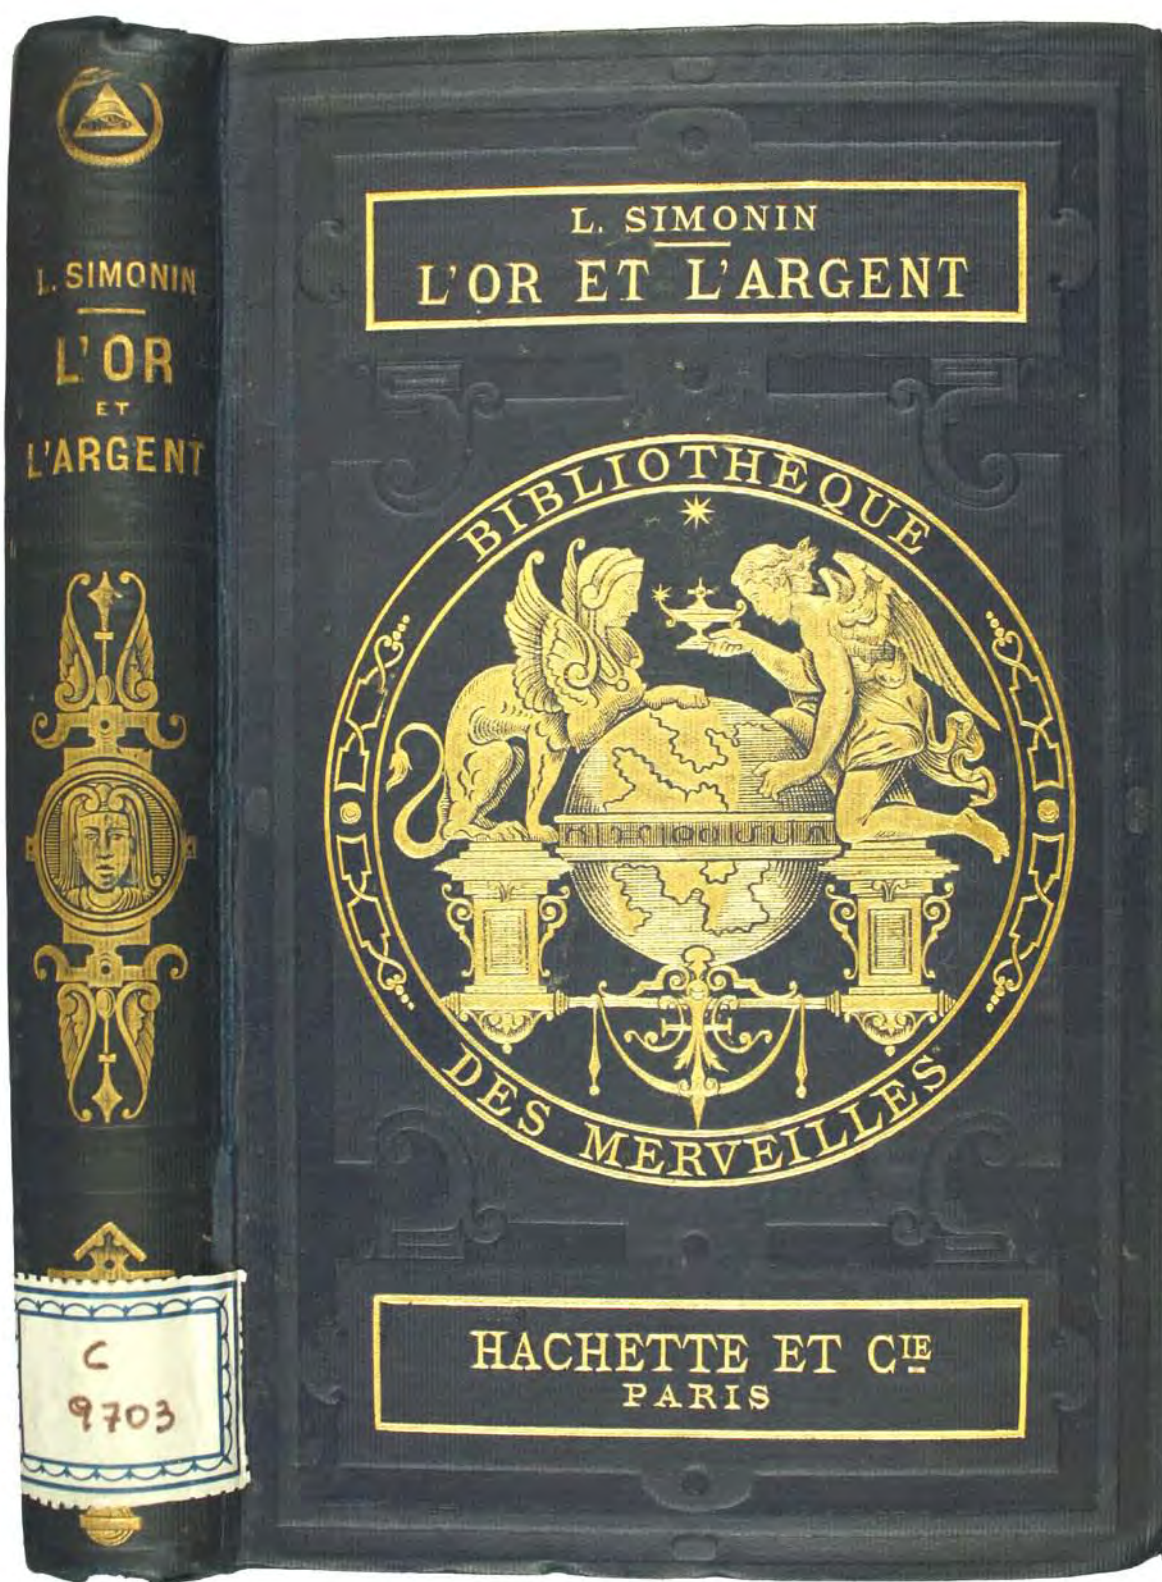 L. SIMONIN
L'OR
ET
L'ARGENT
C
9703
L. SIMONIN
L'OR ET L'ARGENT
BIBLIOTHÈQUE
DES MERVEILLES
HACHETTE ET CIE
PARIS